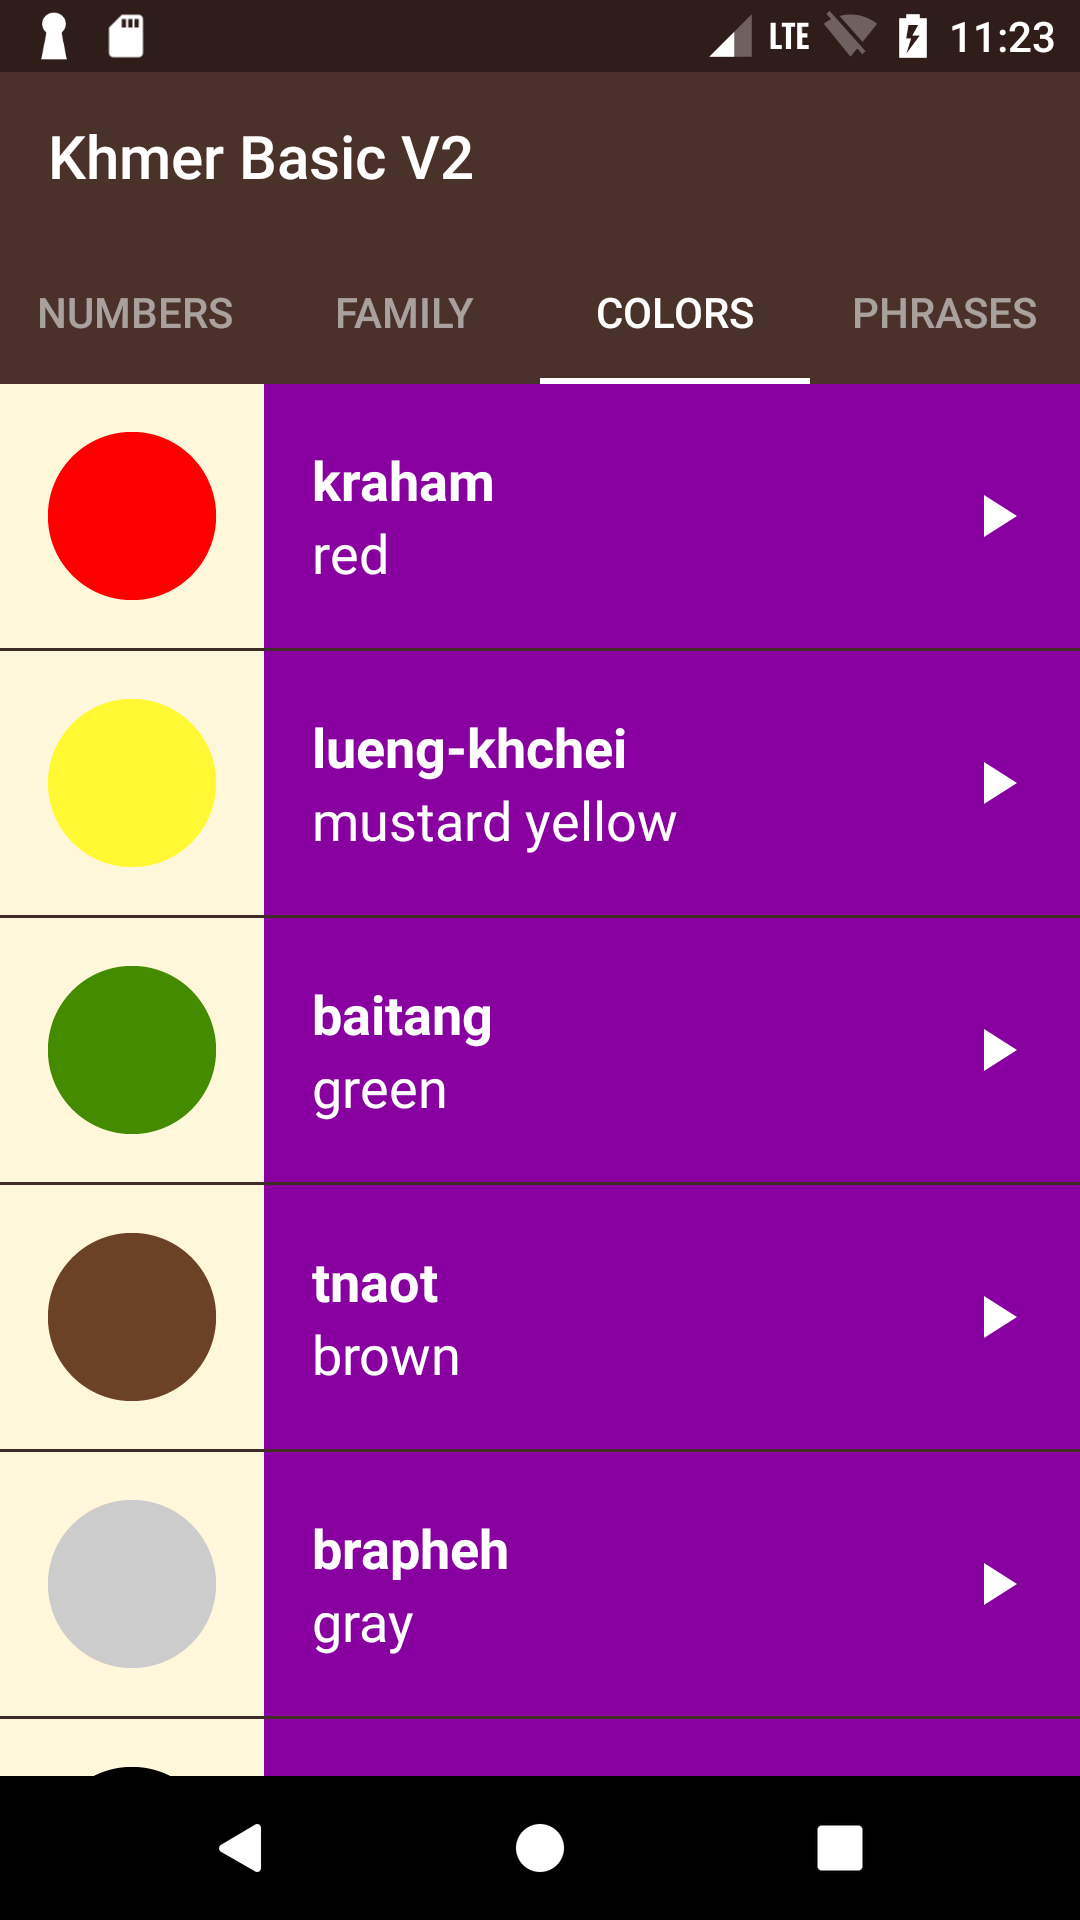 LTE 11:23
Khmer Basic V2
NUMBERS FAMILY COLORS PHRASES
kraham
red
lueng-khchei
mustard yellow
baitang
green
tnaot
brown
brapheh
gray